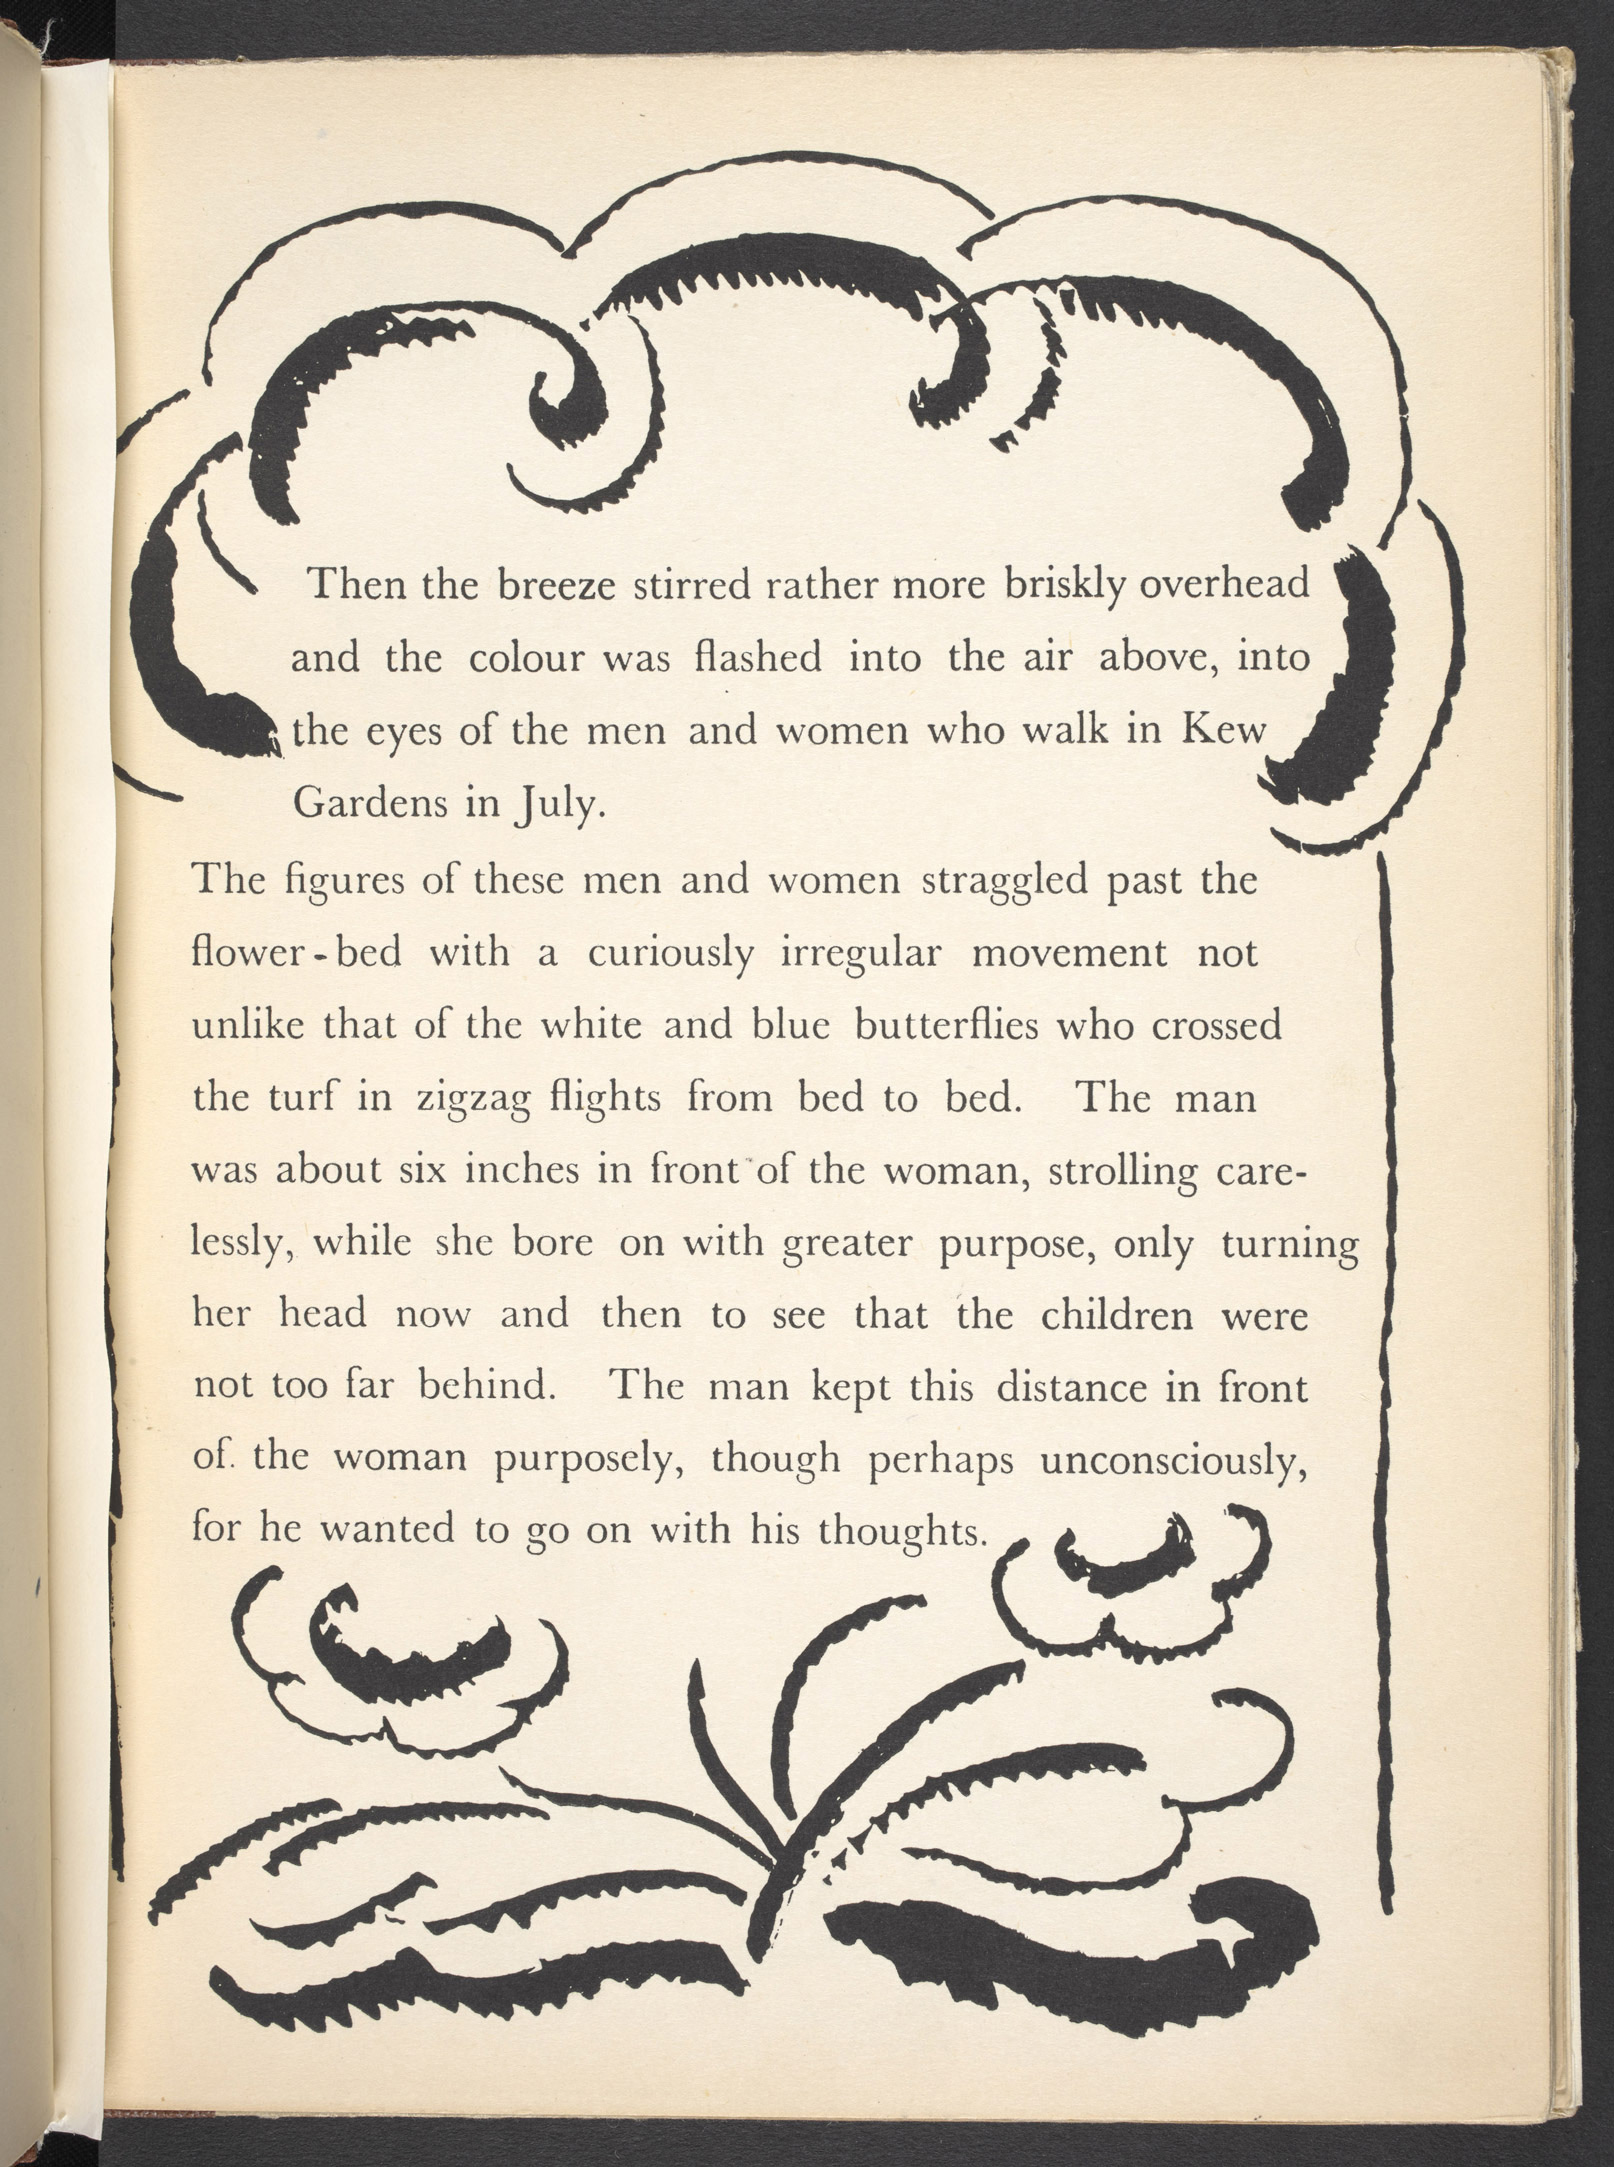 Then the breeze stirred rather more briskly overhead
and the colour was flashed into the air above, into
the eyes of the men and women who walk in Kew
Gardens in July.
The figures of these men and women straggled past the
flower-bed with a curiously irregular movement not
unlike that of the white and blue butterflies who crossed
the turf in zigzag flights from bed to bed. The man
was about six inches in front of the woman, strolling care-
lessly, while she bore on with greater purpose, only turning
her head now and then to see that the children were
not too far behind. The man kept this distance in front
of the woman purposely, though perhaps unconsciously,
for he wanted to go on with his thoughts.